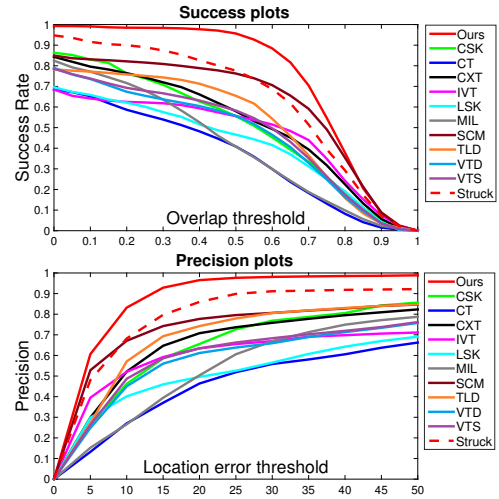 Success plots
Success Rate
1
0.9
0.8
0.7
0.6
0.5
0.4
0.3
0.2
0.1
0
0 0.1 0.2 0.3 0.4 0.5 0.6 0.7 0.8 0.9 1
Overlap threshold
Ours
CSK
CT
CXT
IVT
LSK
MIL
SCM
TLD
VTD
VTS
Struck
Precision plots
Precision
1
0.9
0.8
0.7
0.6
0.5
0.4
0.3
0.2
0.1
0
0 5 10 15 20 25 30 35 40 45 50
Location error threshold
Ours
CSK
CT
CXT
IVT
LSK
MIL
SCM
TLD
VTD
VTS
Struck